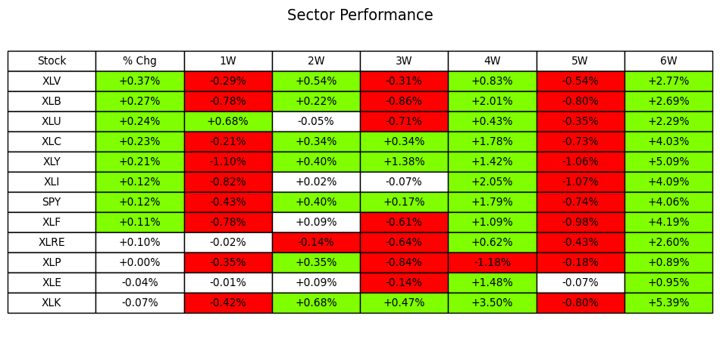 Sector Performance
Stock % Chg 1W 2W 3W 4W 5W 6W
XLV +0.37% -0.29% +0.54% -0.31% +0.83% -0.54% +2.77%
XLB +0.27% -0.78% +0.22% -0.86% +2.01% -0.80% +2.69%
XLU +0.24% +0.68% -0.05% -0.71% +0.43% -0.35% +2.29%
XLC +0.23% -0.21% +0.34% +0.34% +1.78% -0.73% +4.03%
XLY +0.21% -1.10% +0.40% +1.38% +1.42% -1.06% +5.09%
XLI +0.12% -0.82% +0.02% -0.07% +2.05% -1.07% +4.09%
SPY +0.12% -0.43% +0.40% +0.17% +1.79% -0.74% +4.06%
XLF +0.11% -0.78% +0.09% -0.61% +1.09% -0.98% +4.19%
XLRE +0.10% -0.02% -0.14% -0.64% +0.62% -0.43% +2.60%
XLP +0.00% -0.35% +0.35% -0.84% -1.18% -0.18% +0.89%
XLE -0.04% -0.01% +0.09% -0.14% +1.48% -0.07% +0.95%
XLK -0.07% -0.42% +0.68% +0.47% +3.50% -0.80% +5.39%